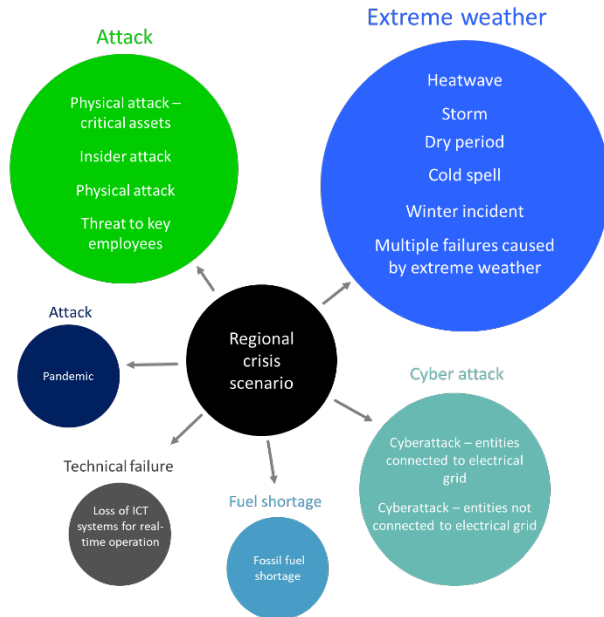 Attack
Physical attack –
critical assets
Insider attack
Physical attack
Threat to key
employees
Extreme weather
Heatwave
Storm
Dry period
Cold spell
Winter incident
Multiple failures caused
by extreme weather
Attack
Pandemic
Regional
crisis
scenario
Cyber attack
Cyberattack – entities
connected to electrical
grid
Cyberattack – entities not
connected to electrical grid
Technical failure
Loss of ICT
systems for real-
time operation
Fuel shortage
Fossil fuel
shortage